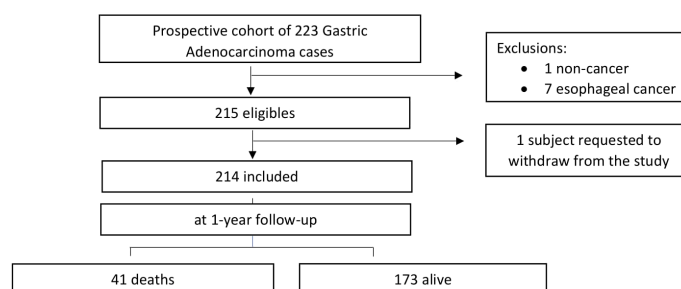 Prospective cohort of 223 Gastric
Adenocarcinoma cases
Exclusions:
• 1 non-cancer
• 7 esophageal cancer
215 eligibles
1 subject requested to
withdraw from the study
214 included
at 1-year follow-up
41 deaths
173 alive